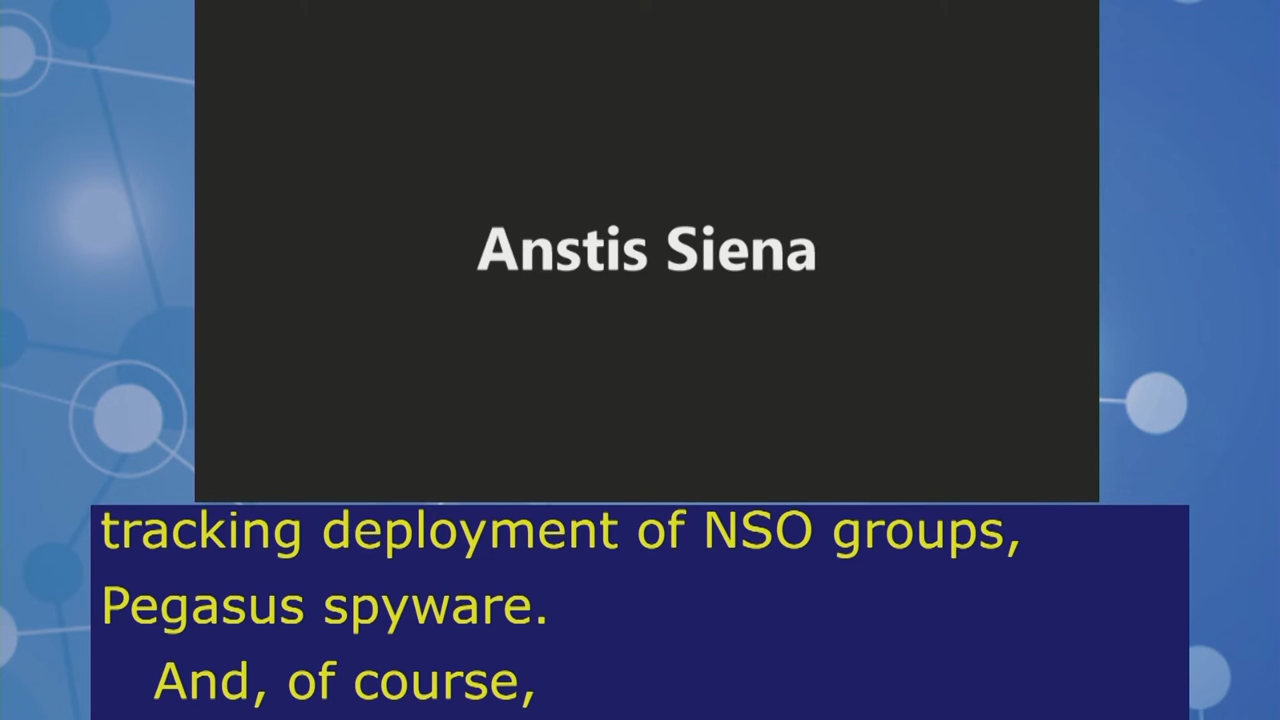 Anstis Siena
tracking deployment of NSO groups,
Pegasus spyware.
And, of course,